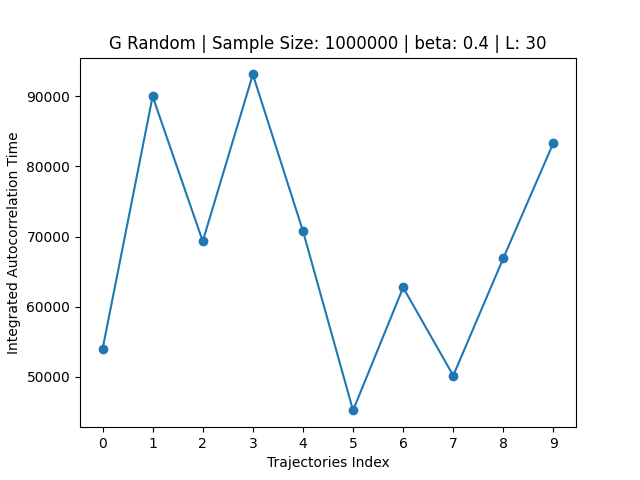 G Random | Sample Size: 1000000 | beta: 0.4 | L: 30
Integrated Autocorrelation Time
90000
80000
70000
60000
50000
0 1 2 3 4 5 6 7 8 9
Trajectories Index